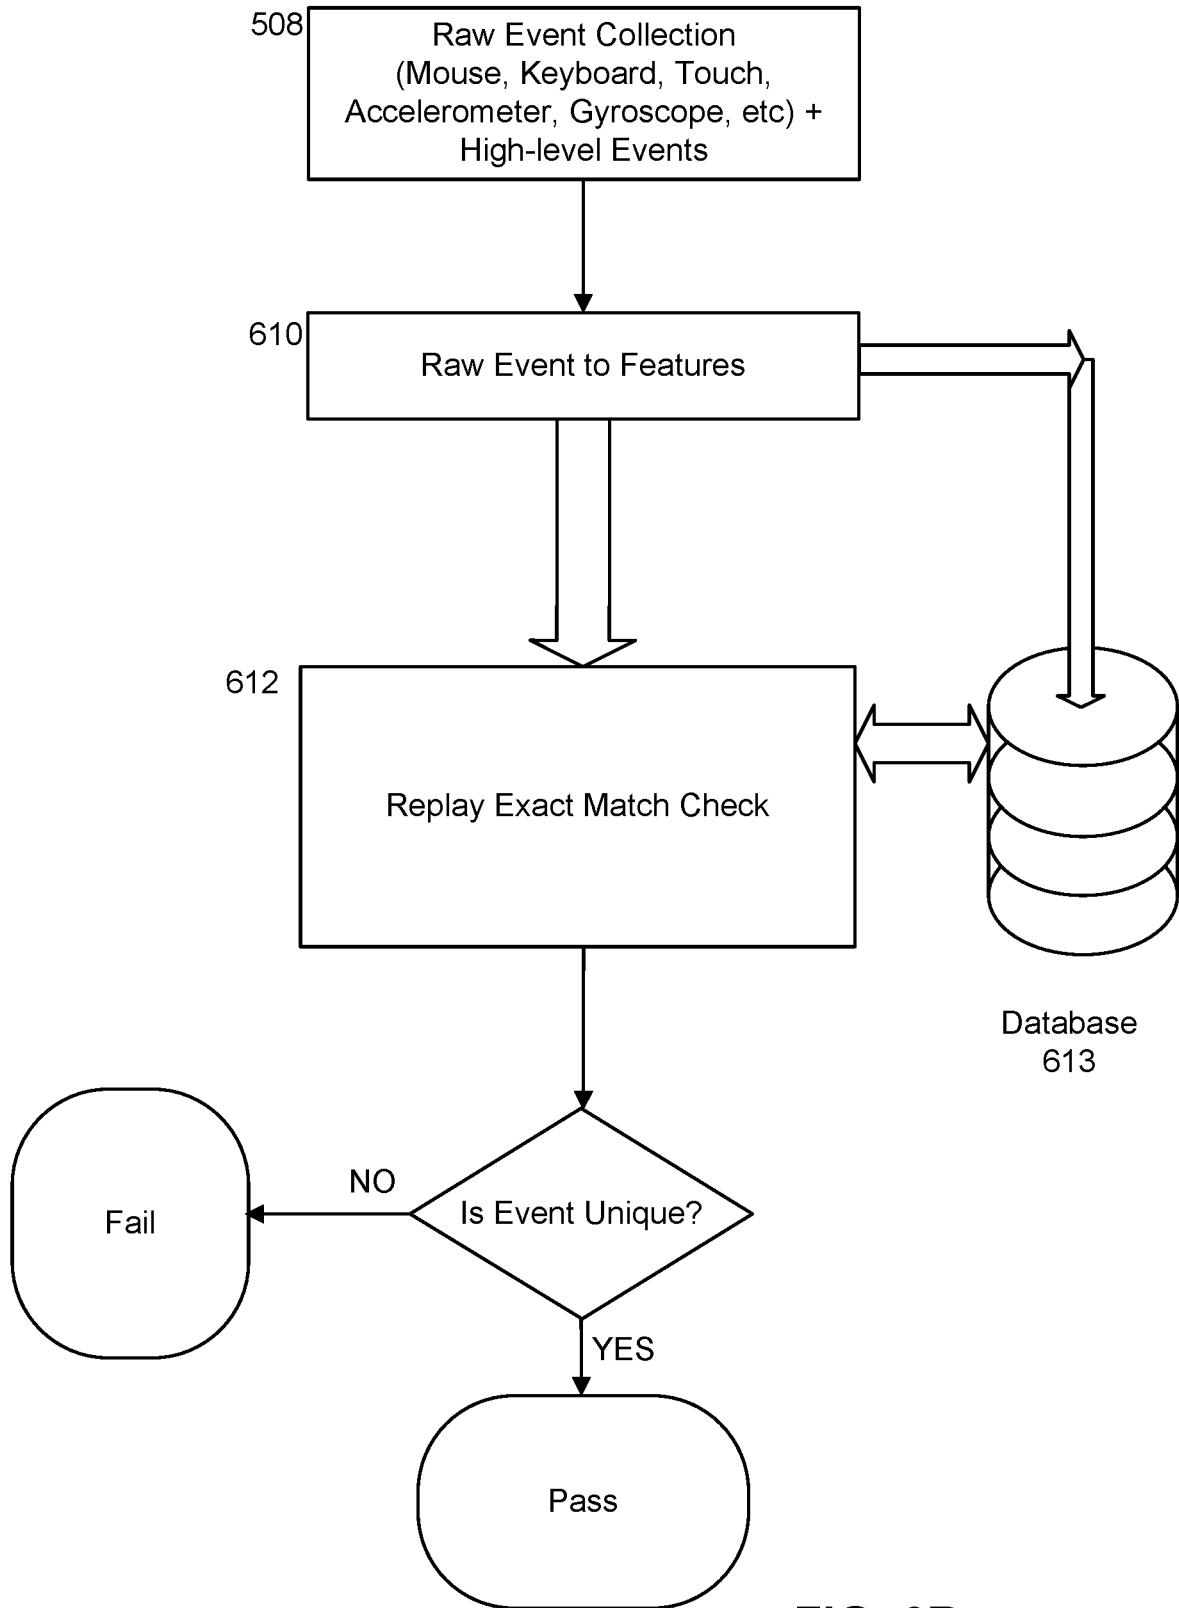 508
Raw Event Collection
(Mouse, Keyboard, Touch,
Accelerometer, Gyroscope, etc) +
High-level Events
610
Raw Event to Features
612
Replay Exact Match Check
Database
613
NO
Is Event Unique?
Fail
YES
Pass